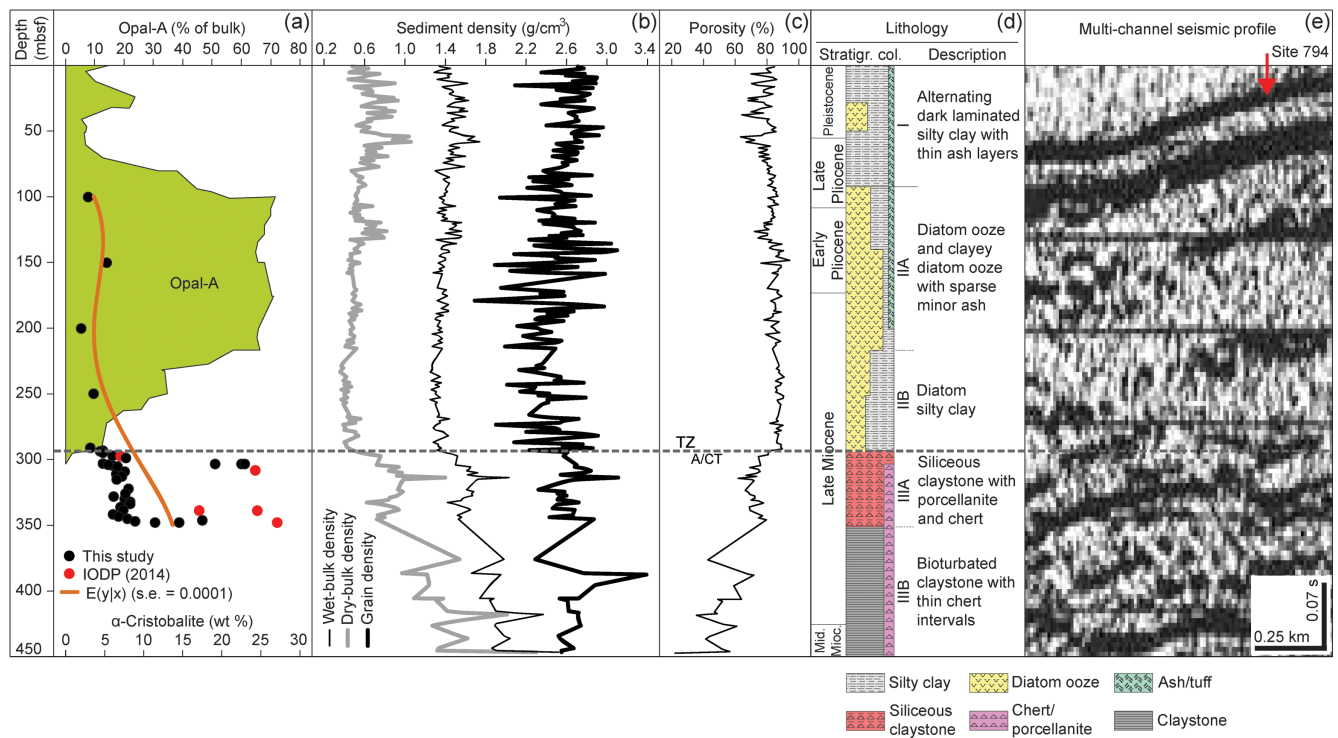 Depth (mbsf)
Opal-A (% of bulk)
(a)
0 10 20 30 40 50 60 70 80
Sediment density (g/cm³)
(b)
0.2 0.6 1.0 1.4 1.8 2.2 2.6 3.0 3.4
Porosity (%)
(c)
20 40 60 80 100
Lithology
(d)
Stratigr. col.
Description
Multi-channel seismic profile
(e)
Site 794
50
100
150
200
250
300
350
400
450
Opal-A
This study
IODP (2014)
E(y|x) (s.e. = 0.0001)
α-Cristobalite (wt %)
0 5 10 15 20 25 30
Wet-bulk density
Dry-bulk density
Grain density
TZ
A/CT
Pleistocene
Late Pliocene
Early Pliocene
Late Miocene
Mid. Mioc.
I
IIA
IIB
IIIA
IIIB
Alternating
dark laminated
silty clay with
thin ash layers
Diatom ooze
and clayey
diatom ooze
with sparse
minor ash
Diatom
silty clay
Siliceous
claystone with
porcellanite
and chert
Bioturbated
claystone with
thin chert
intervals
0.07 s
0.25 km
Silty clay
Diatom ooze
Ash/tuff
Siliceous
claystone
Chert/
porcellanite
Claystone